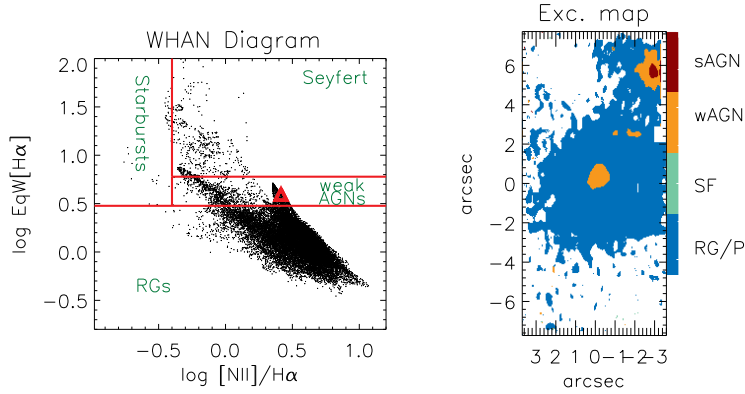 WHAN Diagram
2.0
1.5
1.0
0.5
0.0
−0.5
log EqW[Hα]
Starbursts
Seyfert
weak
AGNs
RGs
−0.5 0.0 0.5 1.0
log [NII]/Hα
Exc. map
6
4
2
0
−2
−4
−6
arcsec
3 2 1 0−1−2−3
arcsec
sAGN
wAGN
SF
RG/P